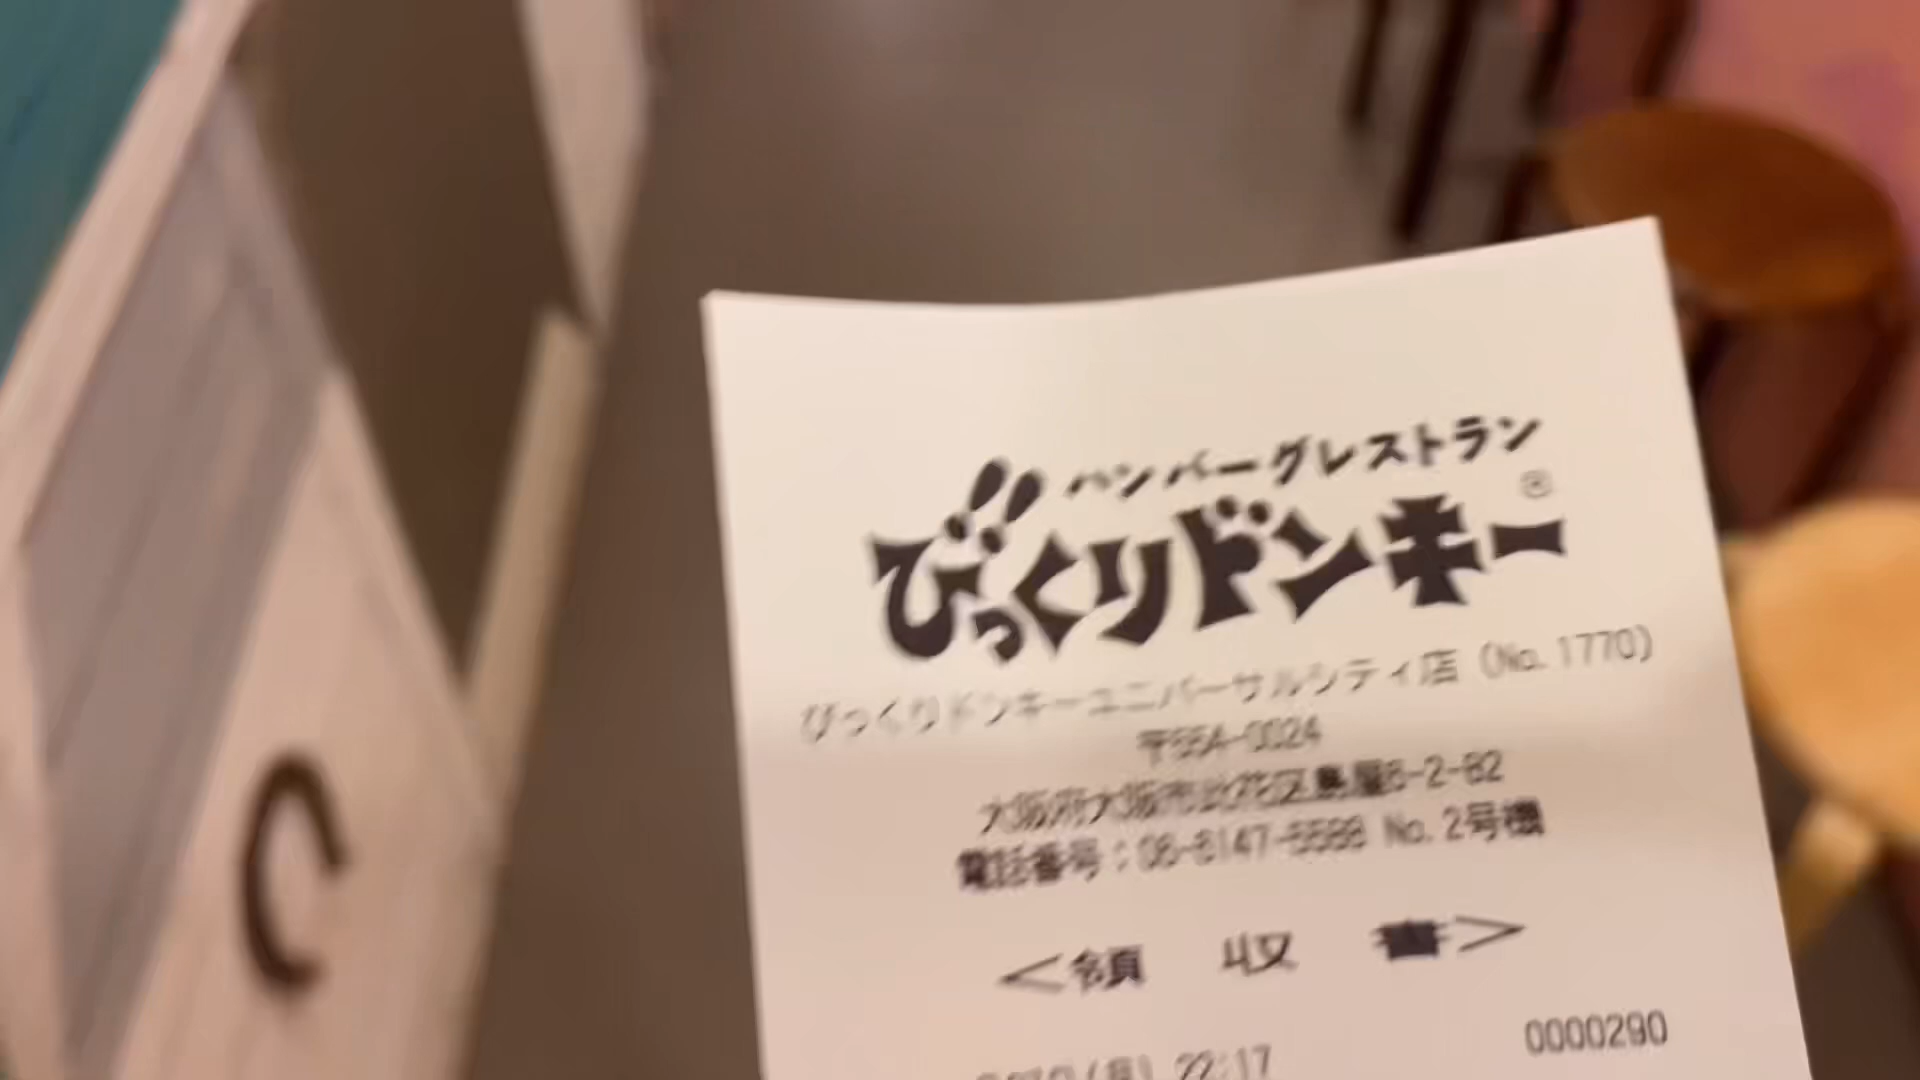 ハンバーグレストラン
びっくりドンキー®
びっくりドンキーユニバーサルシティ店 (No.1770)
〒554-0024
大阪府大阪市此花区島屋6-2-82
電話番号:06-6147-5588 No.2号機
<領 収 書>
0000290
(月) 22:17
C